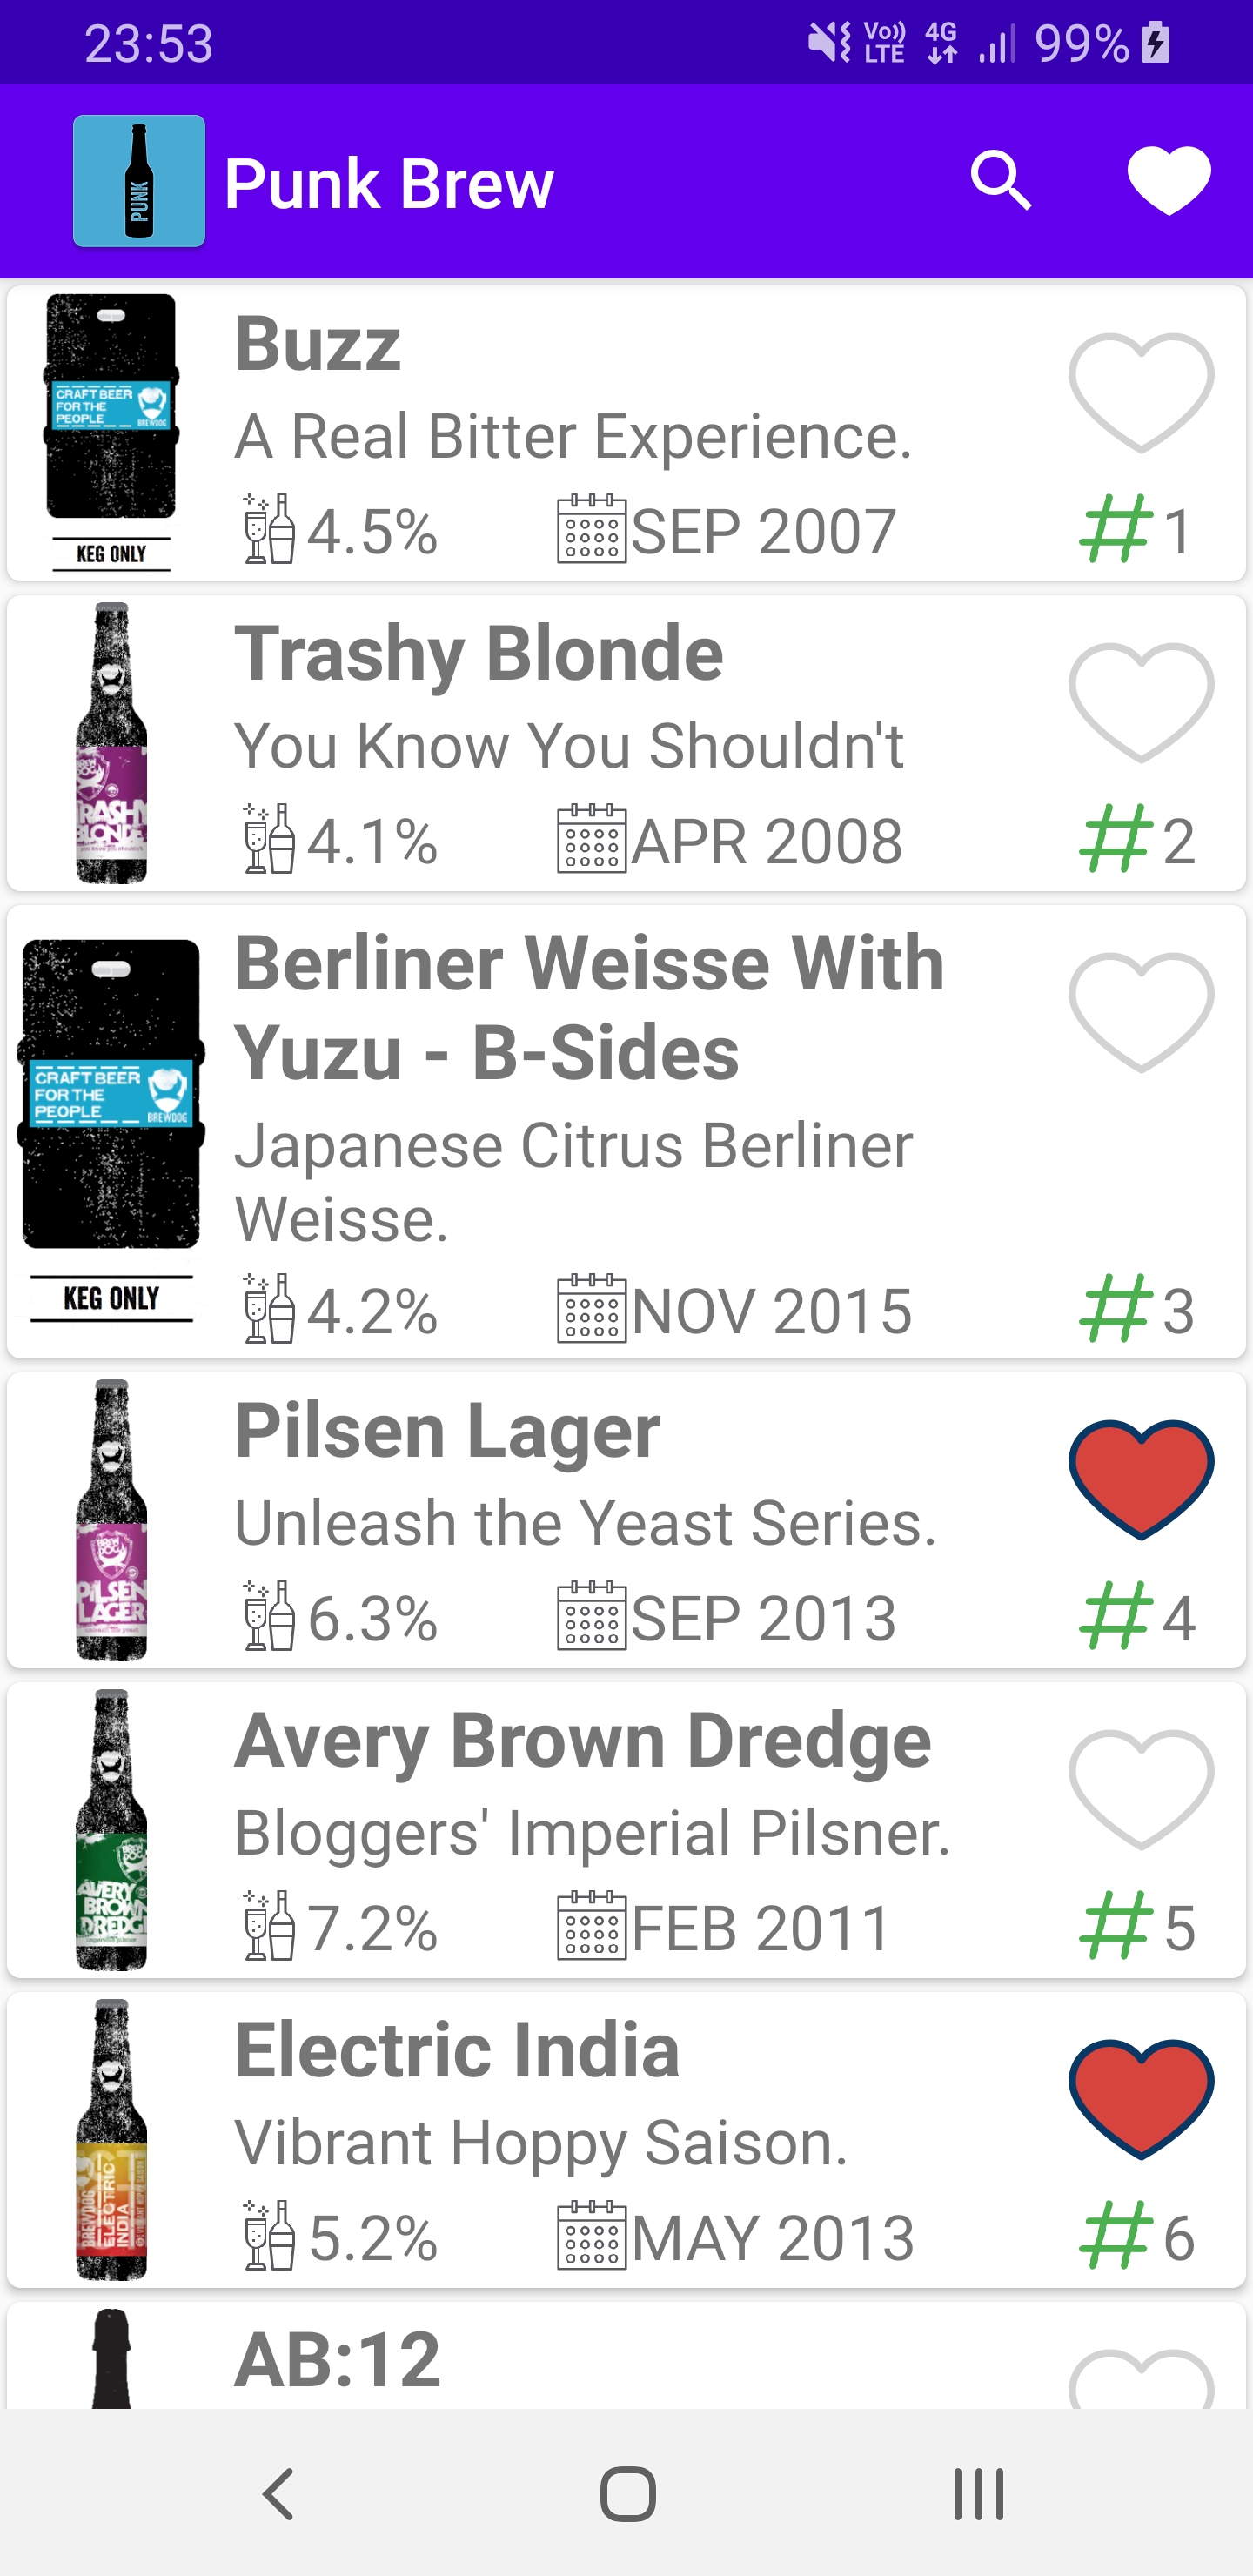 23:53
Vo))
LTE
4G
99%
PUNK
Punk Brew
Buzz
A Real Bitter Experience.
CRAFT BEER
FOR THE
PEOPLE
BREWDOG
KEG ONLY
4.5%
SEP 2007
#1
Trashy Blonde
You Know You Shouldn't
TRASHY
BLONDE
4.1%
APR 2008
#2
Berliner Weisse With
Yuzu - B-Sides
Japanese Citrus Berliner
Weisse.
CRAFT BEER
FOR THE
PEOPLE
BREWDOG
KEG ONLY
4.2%
NOV 2015
#3
Pilsen Lager
Unleash the Yeast Series.
BREW
DOG
PILSEN
LAGER
6.3%
SEP 2013
#4
Avery Brown Dredge
Bloggers' Imperial Pilsner.
AVERY
BROWN
DREDGE
7.2%
FEB 2011
#5
Electric India
Vibrant Hoppy Saison.
BREWDOG
ELECTRIC
INDIA
5.2%
MAY 2013
#6
AB:12